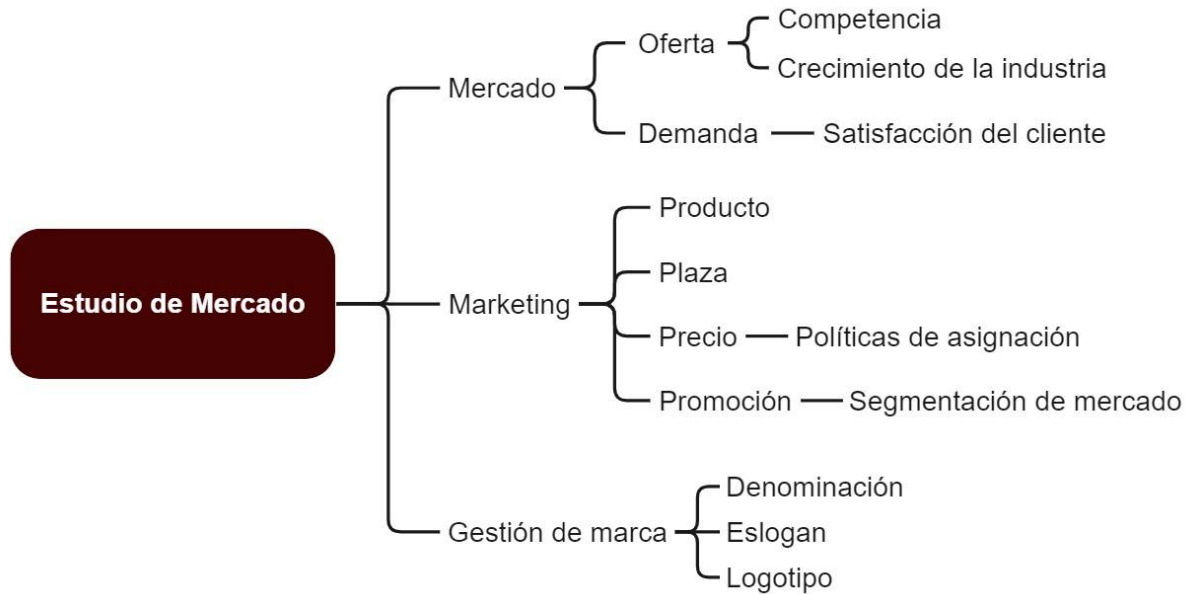 Estudio de Mercado
Mercado
Oferta
Competencia
Crecimiento de la industria
Demanda
Satisfacción del cliente
Marketing
Producto
Plaza
Precio
Políticas de asignación
Promoción
Segmentación de mercado
Gestión de marca
Denominación
Eslogan
Logotipo